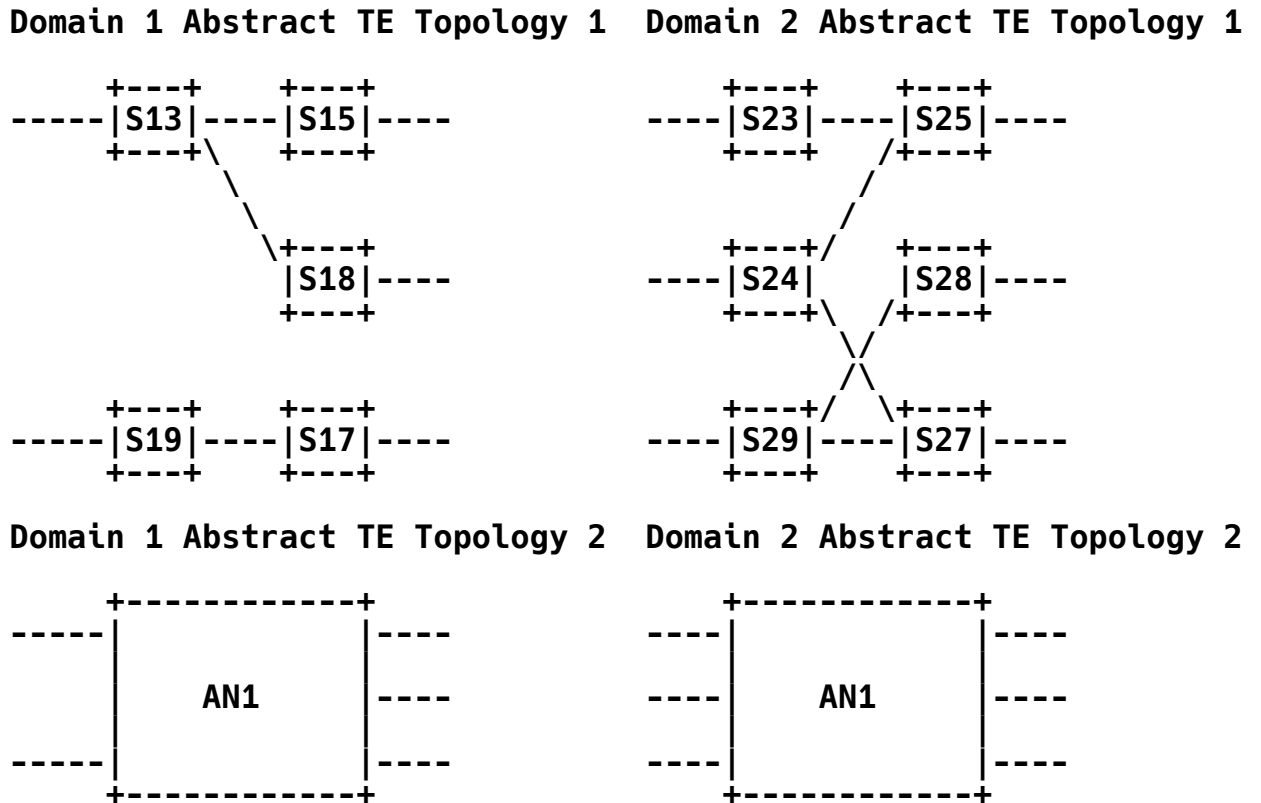 Domain 1 Abstract TE Topology 1  Domain 2 Abstract TE Topology 1
S13 S15 S23 S25
S18 S24 S28
S19 S17 S29 S27
Domain 1 Abstract TE Topology 2  Domain 2 Abstract TE Topology 2
AN1 AN1